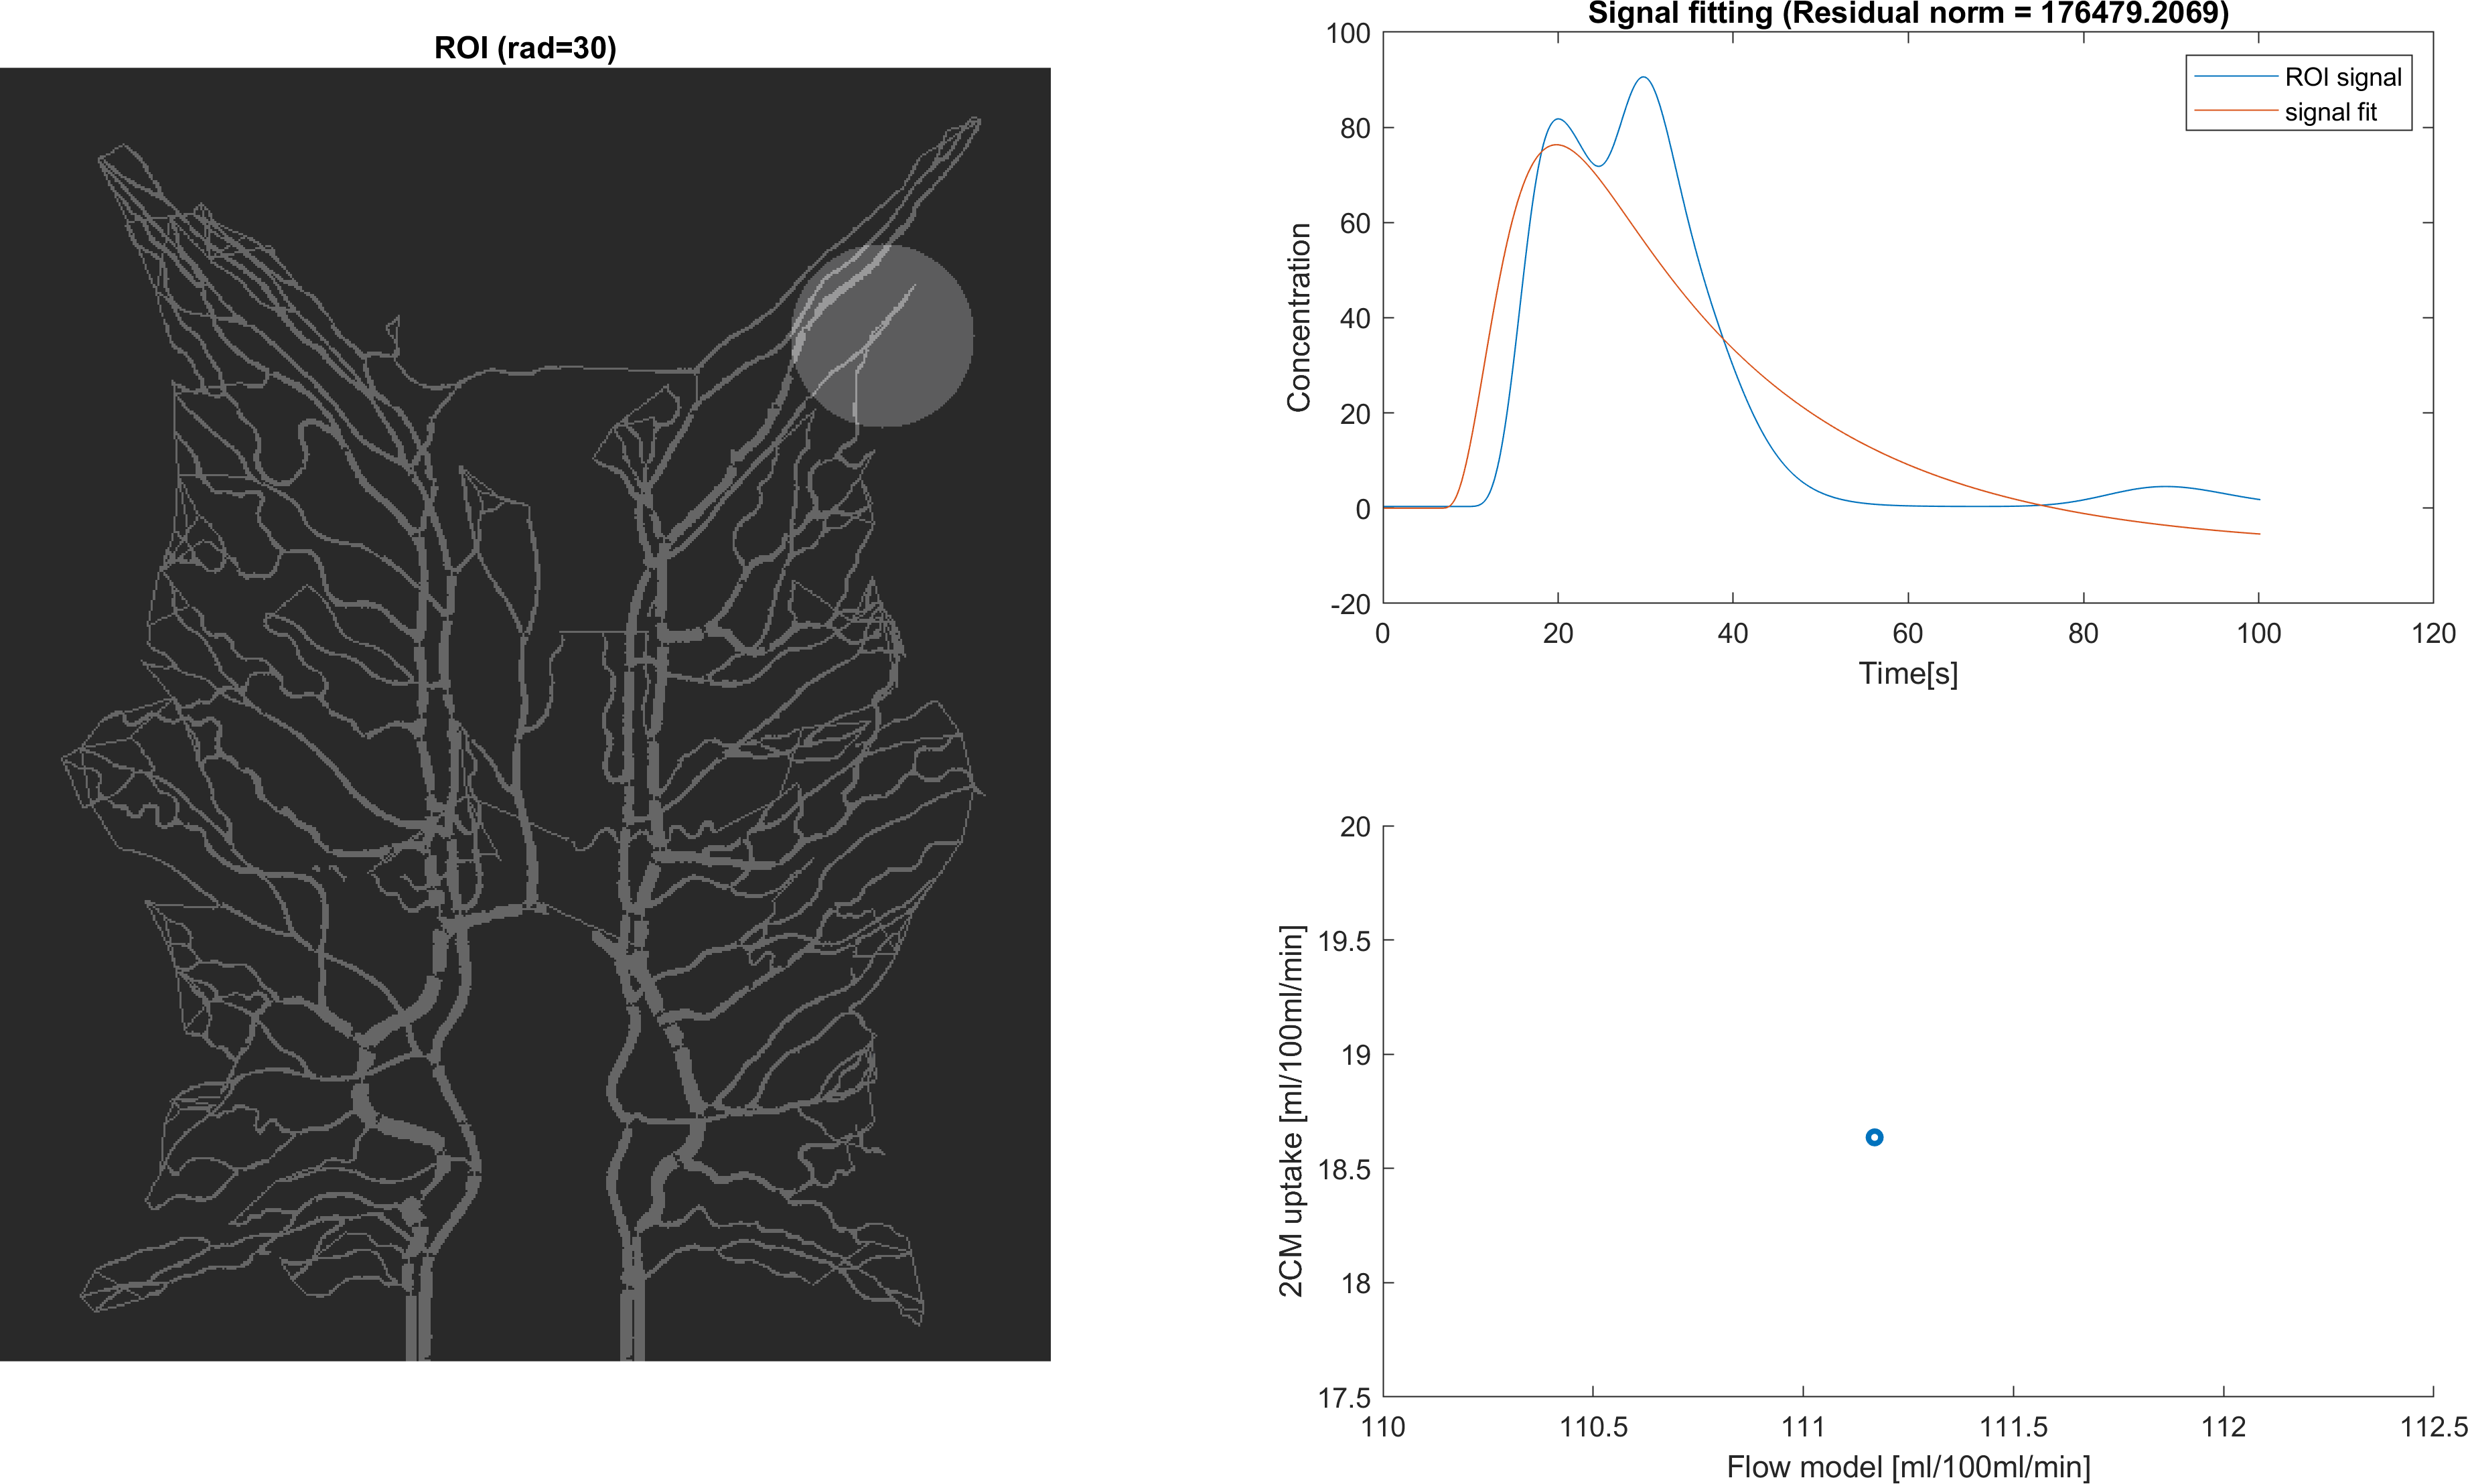 ROI (rad=30)
Signal fitting (Residual norm = 176479.2069)
100
80
60
40
20
0
-20
Concentration
ROI signal
signal fit
0 20 40 60 80 100 120
Time[s]
20
19.5
19
18.5
18
17.5
2CM uptake [ml/100ml/min]
110 110.5 111 111.5 112 112.5
Flow model [ml/100ml/min]